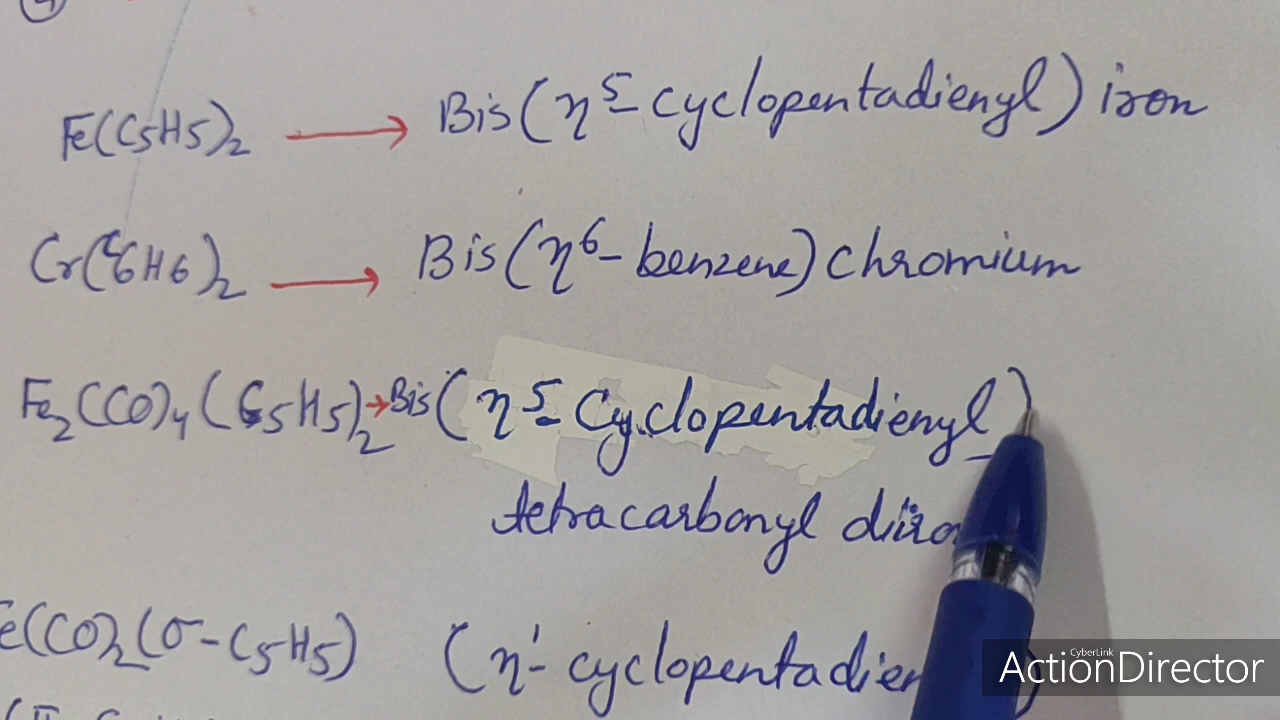 Fe(C5H5)2 → Bis(η5-cyclopentadienyl) iron
Cr(C6H6)2 → Bis(η6-benzene) chromium
Fe2(CO)4(C5H5)2 → Bis(η5-Cyclopentadienyl)
tetracarbonyl
e(CO)2(σ-C5H5) (η1-cyclopentadien
CyberLink
ActionDirector